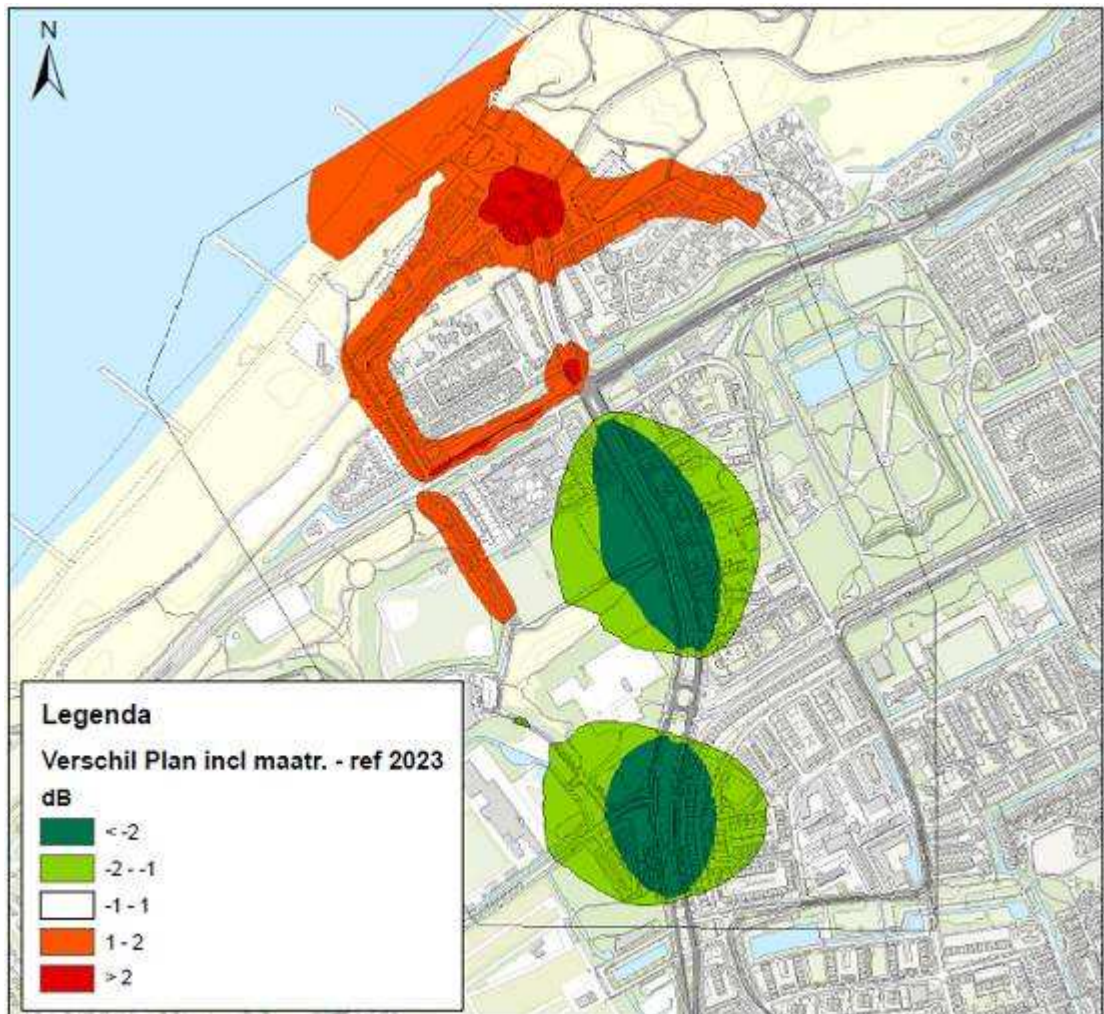 N
Legenda
Verschil Plan incl maatr. - ref 2023
dB
< -2
-2 - -1
-1 - 1
1 - 2
> 2